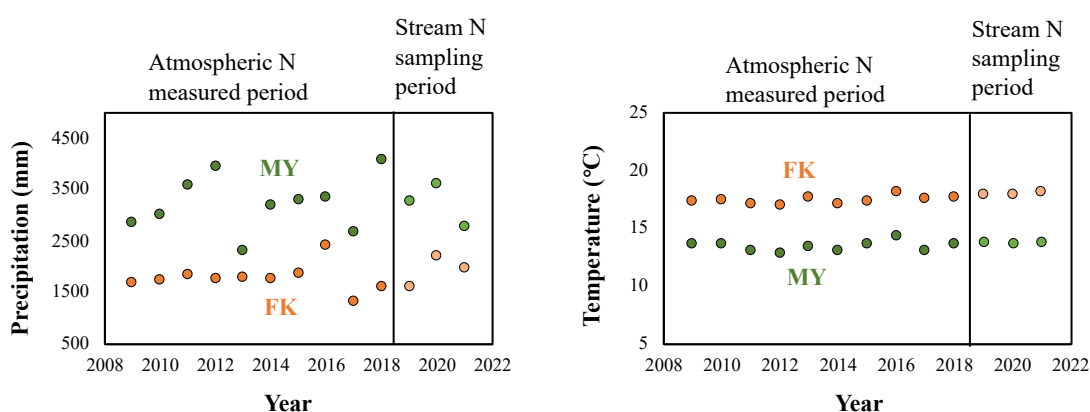 Atmospheric N
measured period
Stream N
sampling
period
Precipitation (mm)
4500
3500
2500
1500
500
MY
FK
2008 2010 2012 2014 2016 2018 2020 2022
Year
Atmospheric N
measured period
Stream N
sampling
period
Temperature (℃)
25
20
15
10
5
FK
MY
2008 2010 2012 2014 2016 2018 2020 2022
Year